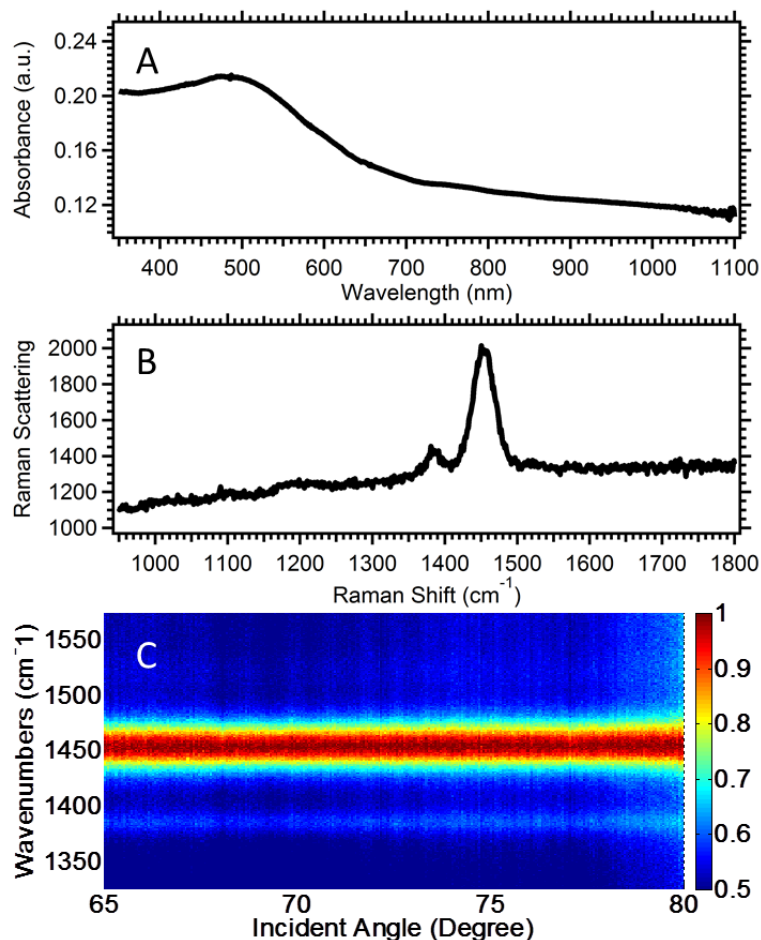 A
Absorbance (a.u.)
0.24
0.20
0.16
0.12
400 500 600 700 800 900 1000 1100
Wavelength (nm)
B
Raman Scattering
2000
1800
1600
1400
1200
1000
1000 1100 1200 1300 1400 1500 1600 1700 1800
Raman Shift (cm⁻¹)
C
Wavenumbers (cm⁻1)
1550
1500
1450
1400
1350
65 70 75 80
Incident Angle (Degree)
1
0.9
0.8
0.7
0.6
0.5